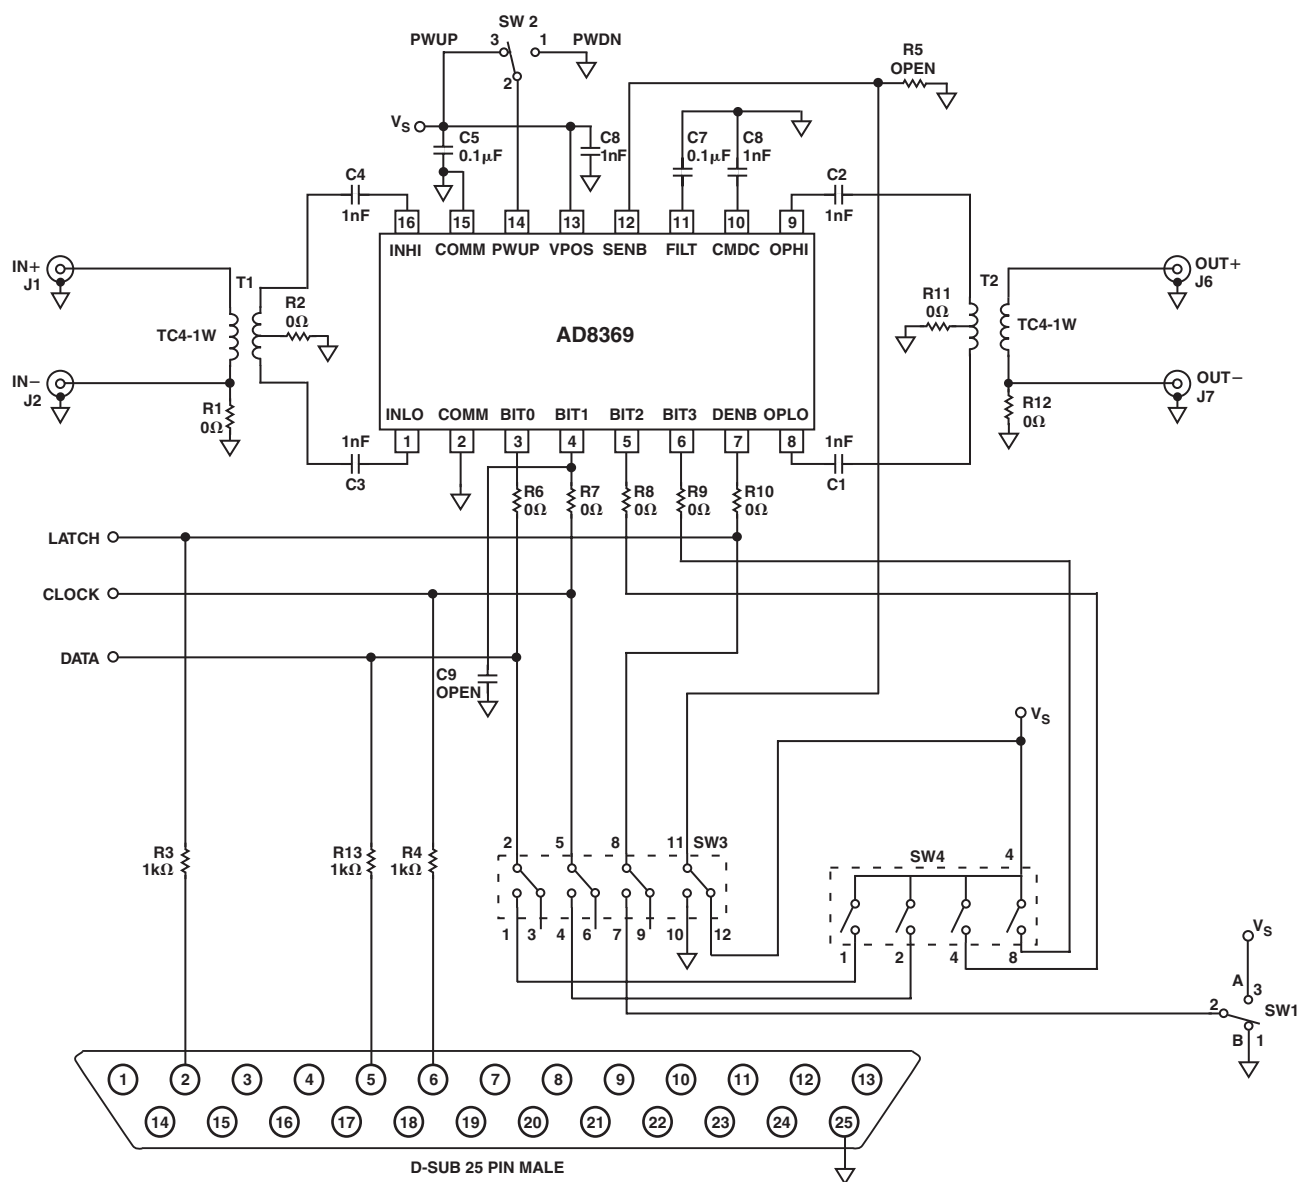 SW 2
PWUP 3 1 PWDN
2
R5
OPEN
VS
C5
0.1µF
C8
1nF
C7
0.1µF
C8
1nF
C4
1nF
C2
1nF
16 15 14 13 12 11 10 9
INHI COMM PWUP VPOS SENB FILT CMDC OPHI
IN+
J1
T1
R2
0Ω
TC4-1W
AD8369
R11
0Ω
T2
TC4-1W
OUT+
J6
IN−
J2
R1
0Ω
OUT−
J7
R12
0Ω
INLO COMM BIT0 BIT1 BIT2 BIT3 DENB OPLO
1 2 3 4 5 6 7 8
1nF
C3
1nF
C1
R6
0Ω
R7
0Ω
R8
0Ω
R9
0Ω
R10
0Ω
LATCH
CLOCK
DATA
C9
OPEN
VS
R3
1kΩ
R13
1kΩ
R4
1kΩ
2 5 8 11 SW3
1 3 4 6 7 9 10 12
SW4 4
1 2 4 8
VS
A 3
2 SW1
B 1
1 2 3 4 5 6 7 8 9 10 11 12 13
14 15 16 17 18 19 20 21 22 23 24 25
D-SUB 25 PIN MALE